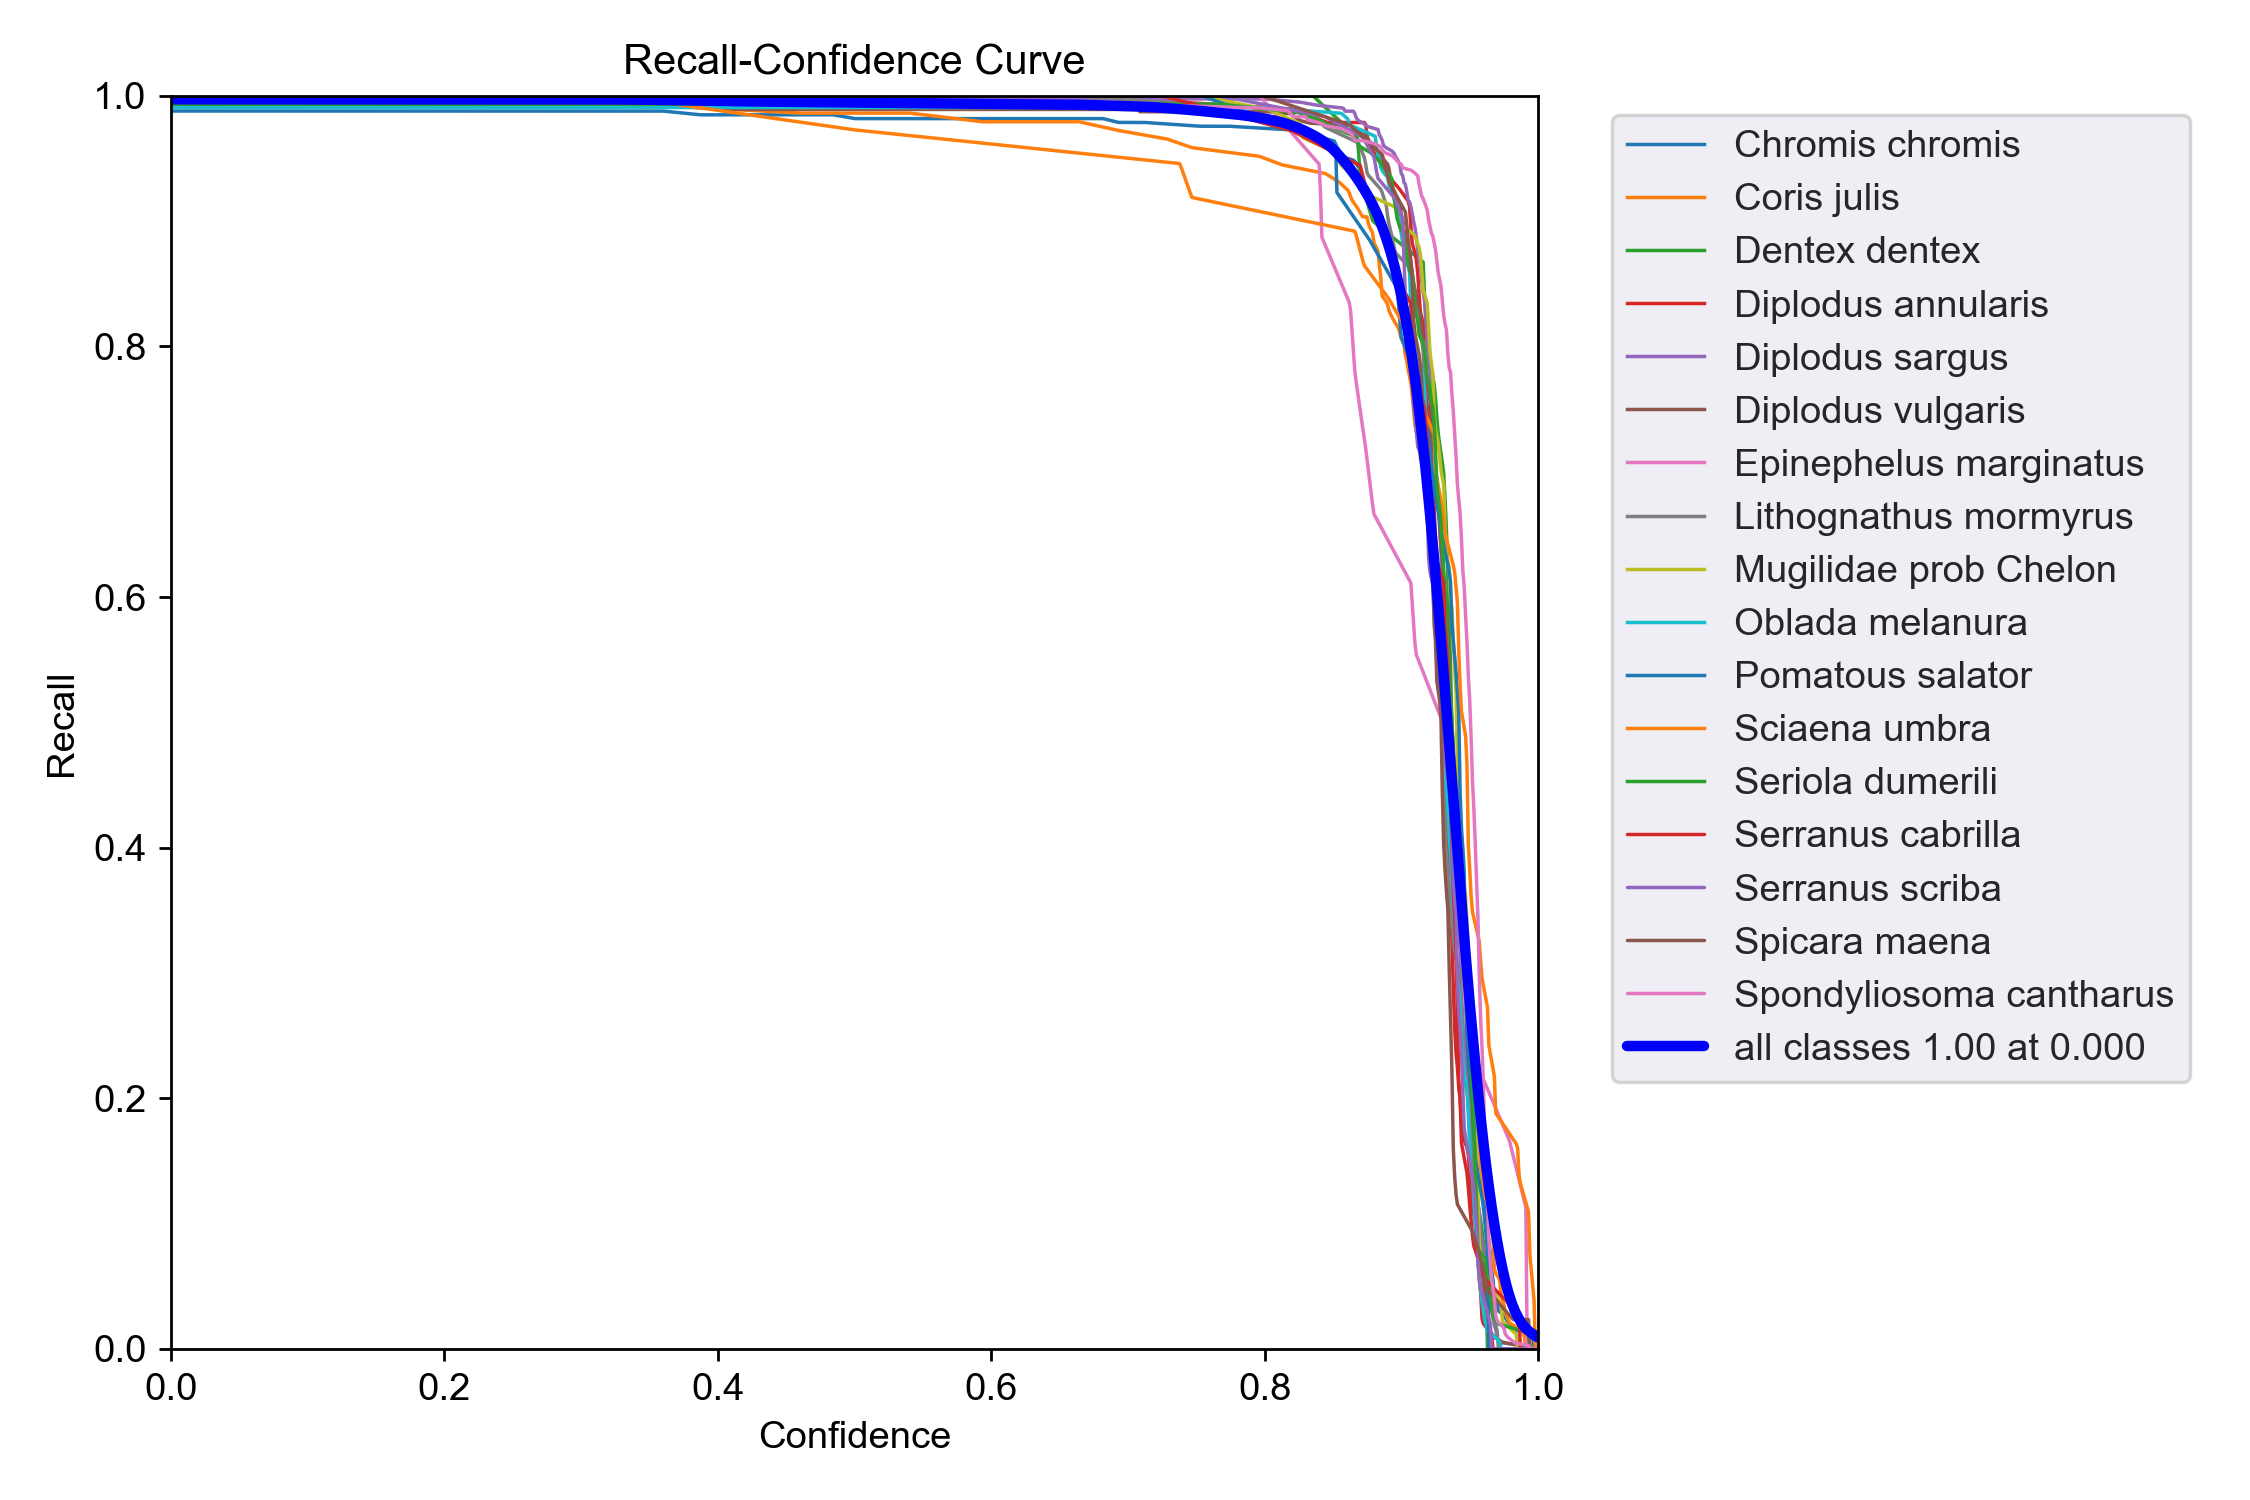 Recall-Confidence Curve
1.0
0.8
0.6
0.4
0.2
0.0
Recall
0.0 0.2 0.4 0.6 0.8 1.0
Confidence
Chromis chromis
Coris julis
Dentex dentex
Diplodus annularis
Diplodus sargus
Diplodus vulgaris
Epinephelus marginatus
Lithognathus mormyrus
Mugilidae prob Chelon
Oblada melanura
Pomatous salator
Sciaena umbra
Seriola dumerili
Serranus cabrilla
Serranus scriba
Spicara maena
Spondyliosoma cantharus
all classes 1.00 at 0.000